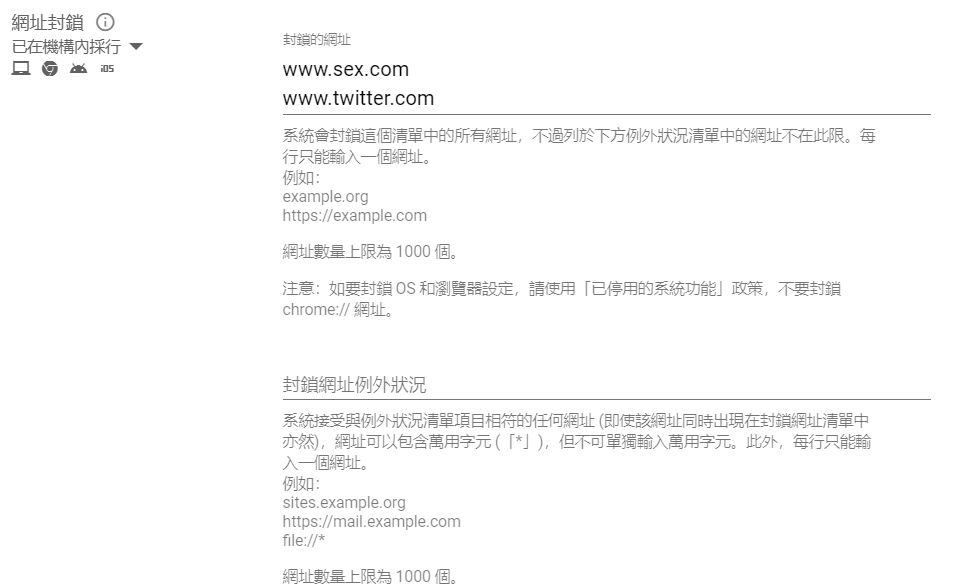 網址封鎖
已在機構內採行
iOS
封鎖的網址
www.sex.com
www.twitter.com
系統會封鎖這個清單中的所有網址，不過列於下方例外狀況清單中的網址不在此限。每
行只能輸入一個網址。
例如：
example.org
https://example.com
網址數量上限為 1000 個。
注意：如要封鎖 OS 和瀏覽器設定，請使用「已停用的系統功能」政策，不要封鎖
chrome:// 網址。
封鎖網址例外狀況
系統接受與例外狀況清單項目相符的任何網址 (即使該網址同時出現在封鎖網址清單中
亦然)，網址可以包含萬用字元 (「*」)，但不可單獨輸入萬用字元。此外，每行只能輸
入一個網址。
例如：
sites.example.org
https://mail.example.com
file://*
網址數量上限為 1000 個。